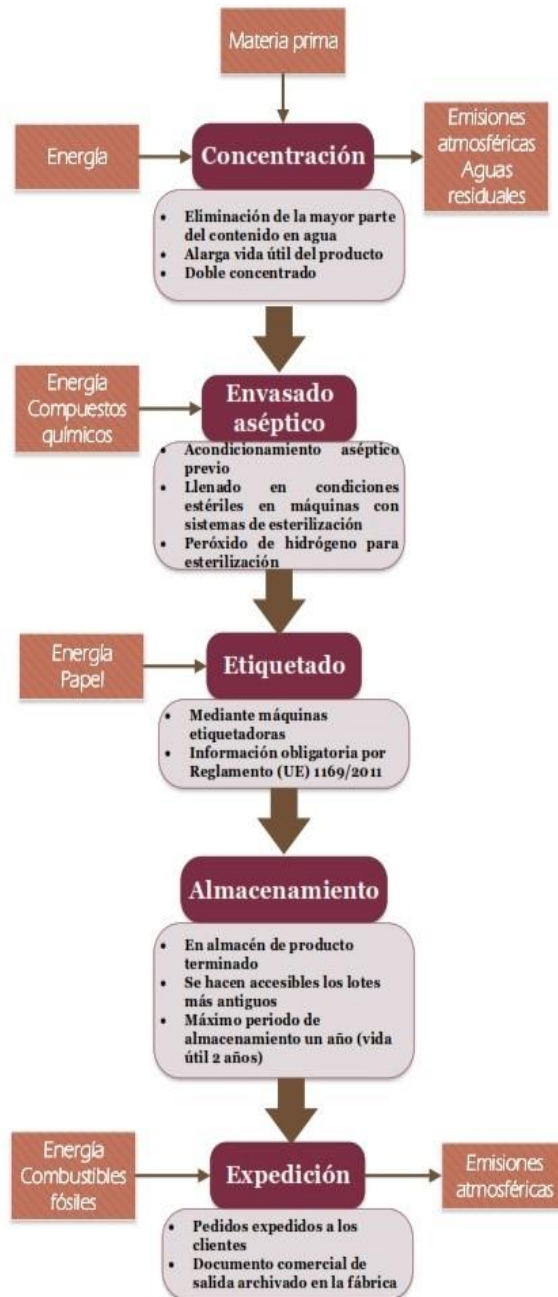 Materia prima
Energía
Concentración
Emisiones
atmosféricas
Aguas
residuales
• Eliminación de la mayor parte
del contenido en agua
• Alarga vida útil del producto
• Doble concentrado
Energía
Compuestos
químicos
Envasado
aséptico
• Acondicionamiento aséptico
previo
• Llenado en condiciones
estériles en máquinas con
sistemas de esterilización
• Peróxido de hidrógeno para
esterilización
Energía
Papel
Etiquetado
• Mediante máquinas
etiquetadoras
• Información obligatoria por
Reglamento (UE) 1169/2011
Almacenamiento
• En almacén de producto
terminado
• Se hacen accesibles los lotes
más antiguos
• Máximo periodo de
almacenamiento un año (vida
útil 2 años)
Energía
Combustibles
fósiles
Expedición
Emisiones
atmosféricas
• Pedidos expedidos a los
clientes
• Documento comercial de
salida archivado en la fábrica